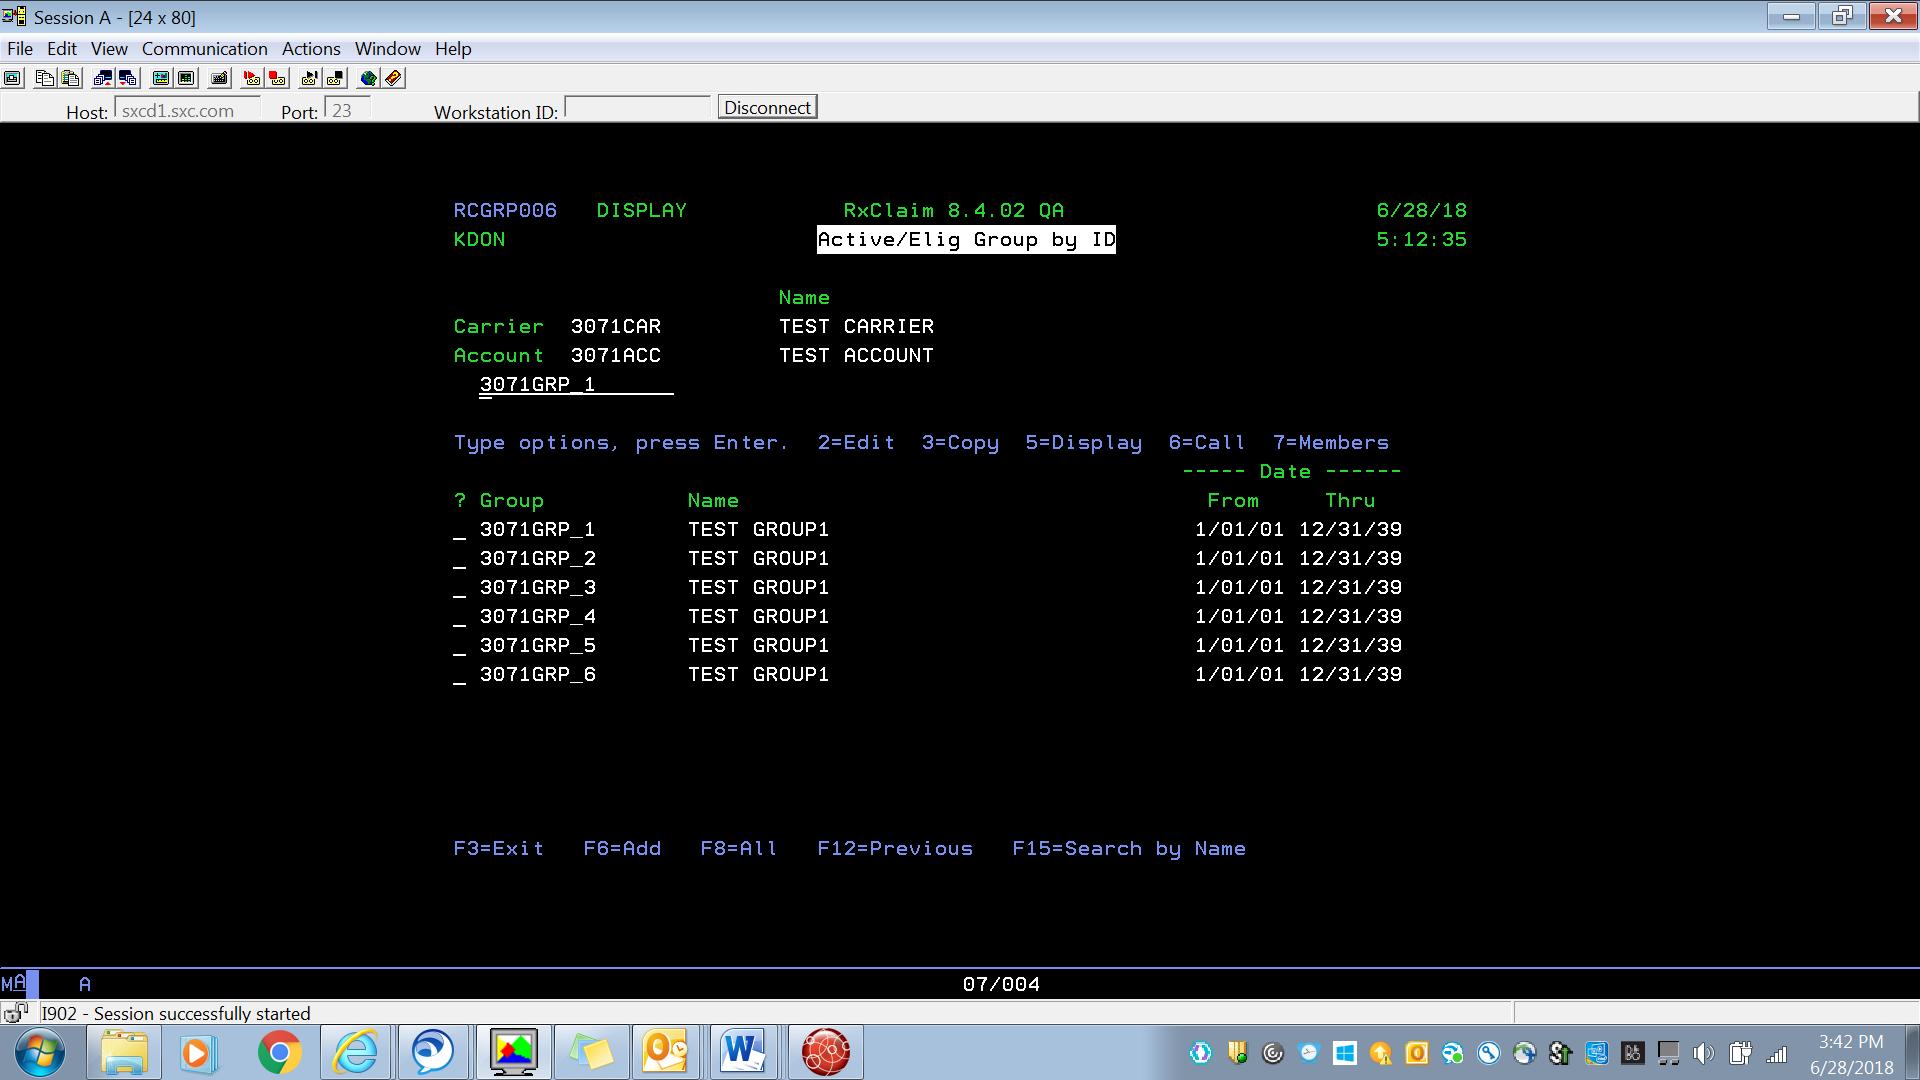 Session A - [24 x 80]
File Edit View Communication Actions Window Help
Host: sxcd1.sxc.com Port: 23 Workstation ID: Disconnect
RCGRP006 DISPLAY RxClaim 8.4.02 QA 6/28/18
KDON Active/Elig Group by ID 5:12:35
Name
Carrier 3071CAR TEST CARRIER
Account 3071ACC TEST ACCOUNT
3071GRP_1
Type options, press Enter. 2=Edit 3=Copy 5=Display 6=Call 7=Members
----- Date ------
? Group Name From Thru
_ 3071GRP_1 TEST GROUP1 1/01/01 12/31/39
_ 3071GRP_2 TEST GROUP1 1/01/01 12/31/39
_ 3071GRP_3 TEST GROUP1 1/01/01 12/31/39
_ 3071GRP_4 TEST GROUP1 1/01/01 12/31/39
_ 3071GRP_5 TEST GROUP1 1/01/01 12/31/39
_ 3071GRP_6 TEST GROUP1 1/01/01 12/31/39
F3=Exit F6=Add F8=All F12=Previous F15=Search by Name
MA A 07/004
I902 - Session successfully started
3:42 PM
6/28/2018